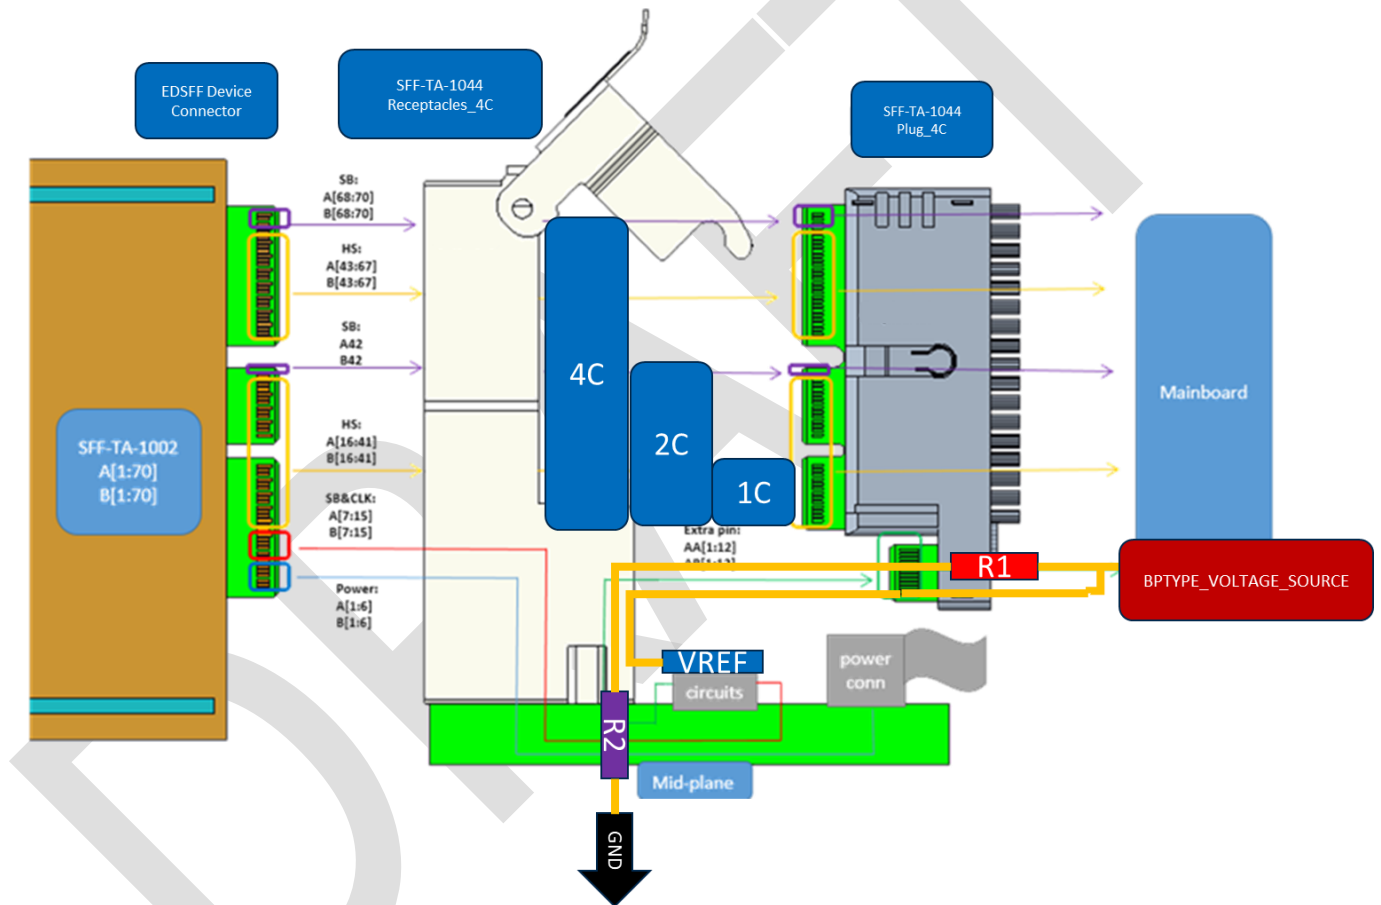 DRAFT
EDSFF Device
Connector
SFF-TA-1044
Receptacles_4C
SFF-TA-1044
Plug_4C
SB:
A[68:70]
B[68:70]
HS:
A[43:67]
B[43:67]
SB:
A42
B42
HS:
A[16:41]
B[16:41]
SB&CLK:
A[7:15]
B[7:15]
Power:
A[1:6]
B[1:6]
SFF-TA-1002
A[1:70]
B[1:70]
4C
2C
1C
Extra pin:
AA[1:12]
Mainboard
R1
BPTYPE_VOLTAGE_SOURCE
VREF
circuits
power
conn
R2
Mid-plane
GND